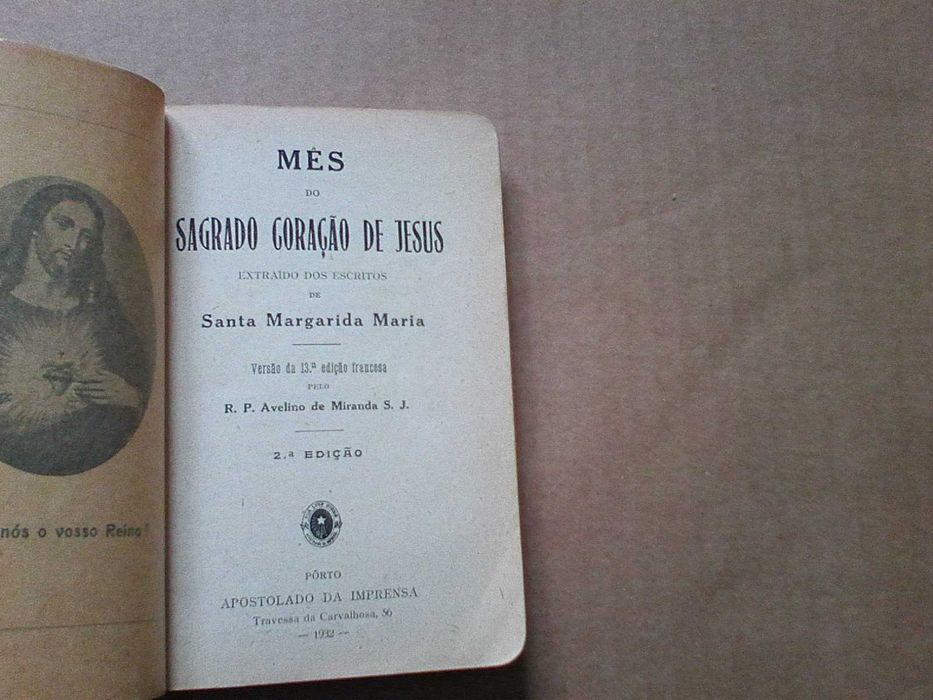 nós o vosso Reino!
MÊS
DO
SAGRADO CORAÇÃO DE JESUS
EXTRAÍDO DOS ESCRITOS
DE
Santa Margarida Maria
Versão da 13.ª edição francesa
PELO
R. P. Avelino de Miranda S. J.
2.ª EDIÇÃO
PÔRTO
APOSTOLADO DA IMPRENSA
Travessa da Carvalhosa, 56
— 1932 —